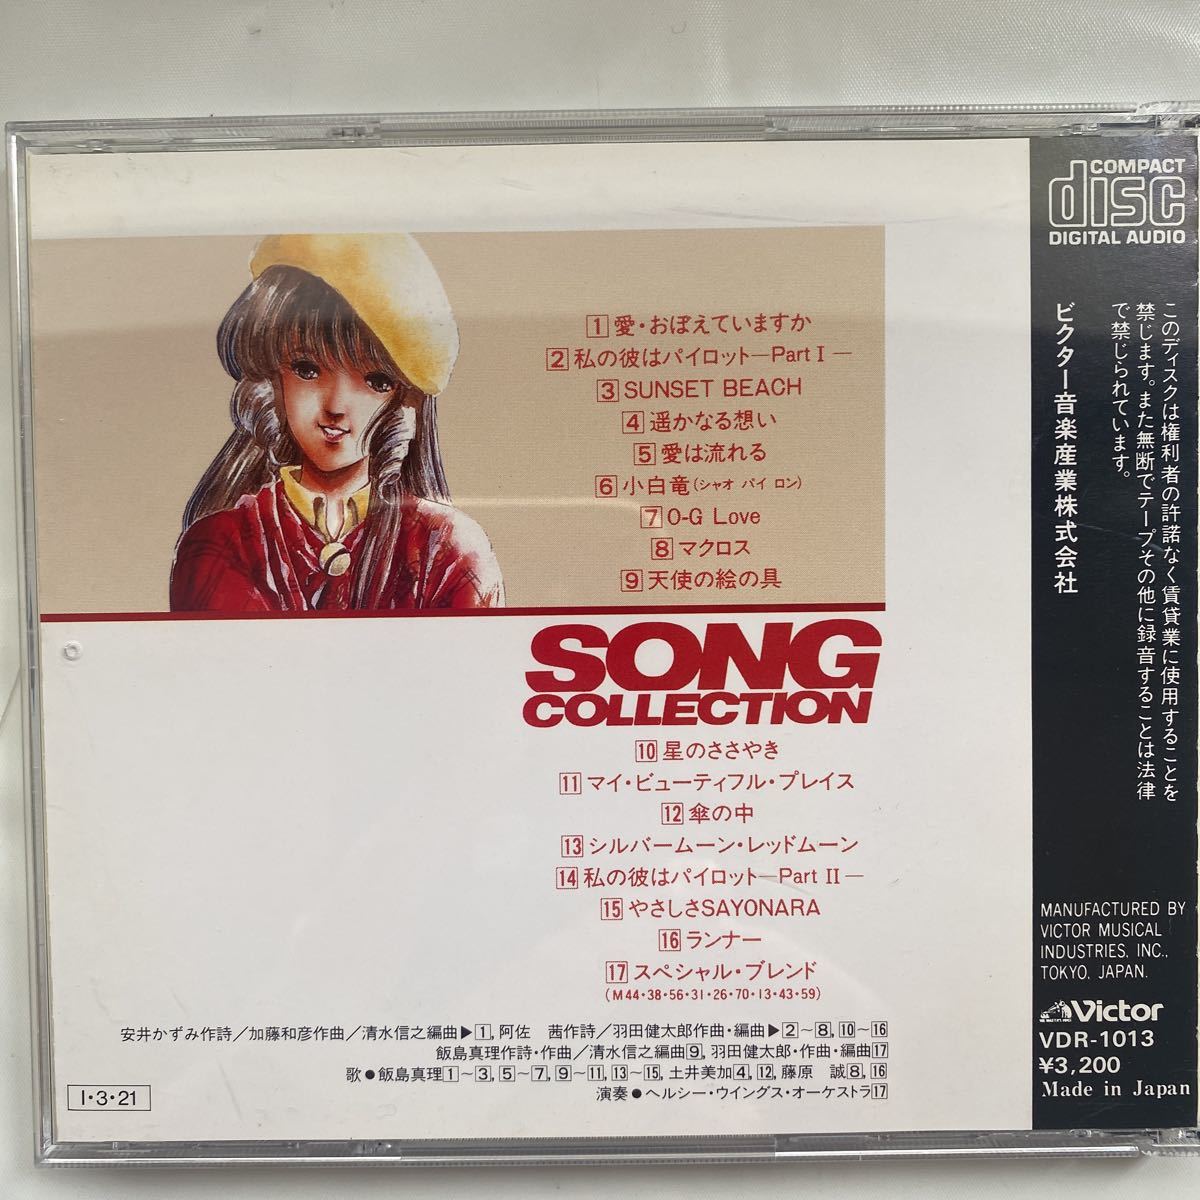 1 愛・おぼえていますか
2 私の彼はパイロット—Part I—
3 SUNSET BEACH
4 遥かなる想い
5 愛は流れる
6 小白竜(シャオ パイ ロン)
7 O-G Love
8 マクロス
9 天使の絵の具
SONG
COLLECTION
10 星のささやき
11 マイ・ビューティフル・プレイス
12 傘の中
13 シルバームーン・レッドムーン
14 私の彼はパイロット—Part II—
15 やさしさSAYONARA
16 ランナー
17 スペシャル・ブレンド
(M44・38・56・31・26・70・13・43・59)
安井かずみ作詩／加藤和彦作曲／清水信之編曲▶1, 阿佐 茜作詩／羽田健太郎作曲・編曲▶2～8, 10～16
飯島真理作詩・作曲／清水信之編曲9, 羽田健太郎・作曲・編曲17
歌●飯島真理1～3, 5～7, 9～11, 13～15, 土井美加4, 12, 藤原 誠8, 16
演奏●ヘルシー・ウイングス・オーケストラ17
I・3・21
COMPACT
disc
DIGITAL AUDIO
このディスクは権利者の許諾なく賃貸業に使用することを
禁じます。また無断でテープその他に録音することは法律
で禁じられています。
ビクター音楽産業株式会社
MANUFACTURED BY
VICTOR MUSICAL
INDUSTRIES, INC.,
TOKYO, JAPAN.
Victor
VDR-1013
¥3,200
Made in Japan